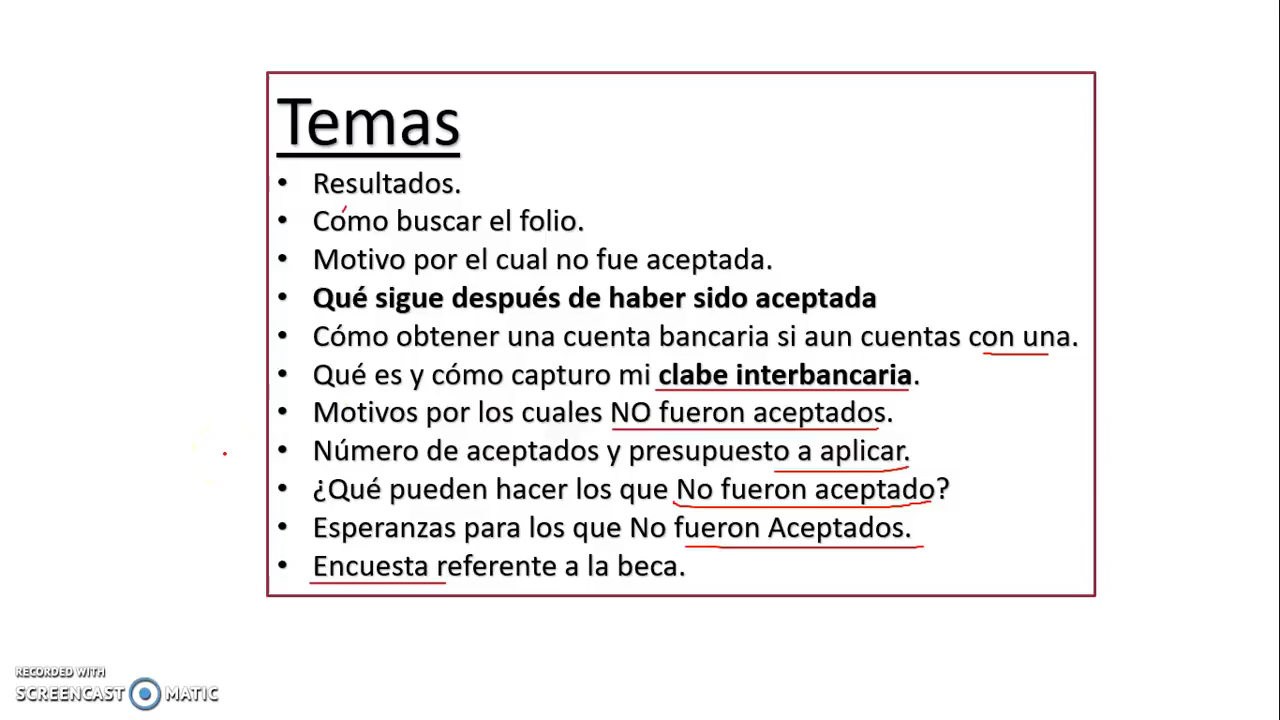 Temas
• Resultados.
• Cómo buscar el folio.
• Motivo por el cual no fue aceptada.
• Qué sigue después de haber sido aceptada
• Cómo obtener una cuenta bancaria si aun cuentas con una.
• Qué es y cómo capturo mi clabe interbancaria.
• Motivos por los cuales NO fueron aceptados.
• Número de aceptados y presupuesto a aplicar.
• ¿Qué pueden hacer los que No fueron aceptado?
• Esperanzas para los que No fueron Aceptados.
• Encuesta referente a la beca.
RECORDED WITH
SCREENCAST MATIC